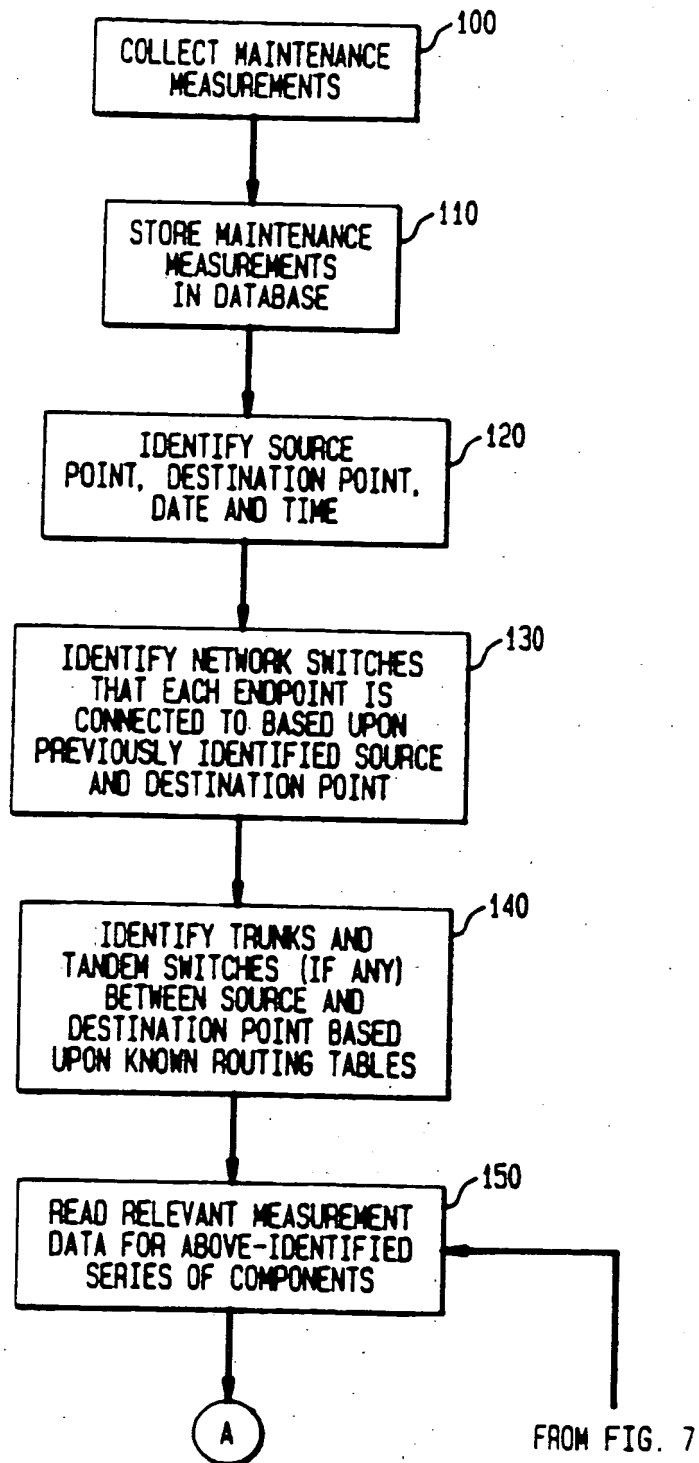 100
COLLECT MAINTENANCE
MEASUREMENTS
110
STORE MAINTENANCE
MEASUREMENTS
IN DATABASE
120
IDENTIFY SOURCE
POINT, DESTINATION POINT,
DATE AND TIME
130
IDENTIFY NETWORK SWITCHES
THAT EACH ENDPOINT IS
CONNECTED TO BASED UPON
PREVIOUSLY IDENTIFIED SOURCE
AND DESTINATION POINT
140
IDENTIFY TRUNKS AND
TANDEM SWITCHES (IF ANY)
BETWEEN SOURCE AND
DESTINATION POINT BASED
UPON KNOWN ROUTING TABLES
150
READ RELEVANT MEASUREMENT
DATA FOR ABOVE-IDENTIFIED
SERIES OF COMPONENTS
A
FROM FIG. 7